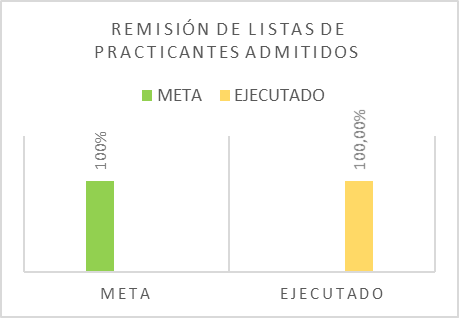 REMISIÓN DE LISTAS DE
PRACTICANTES ADMITIDOS
META EJECUTADO
100% 100,00%
META EJECUTADO